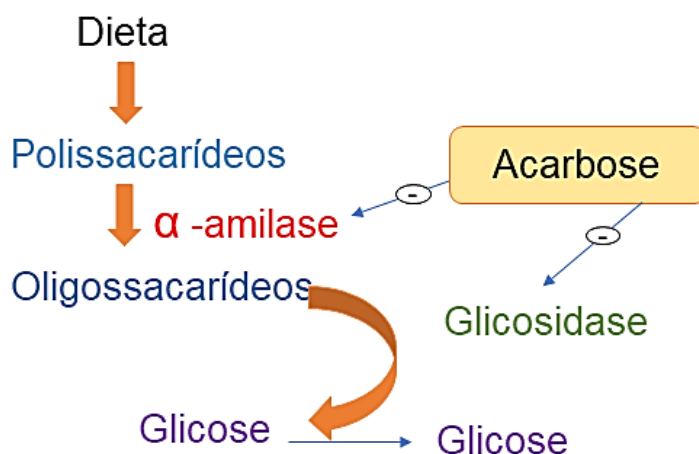 Dieta
Polissacarídeos
Acarbose
-
α -amilase
-
Oligossacarídeos
Glicosidase
Glicose
Glicose